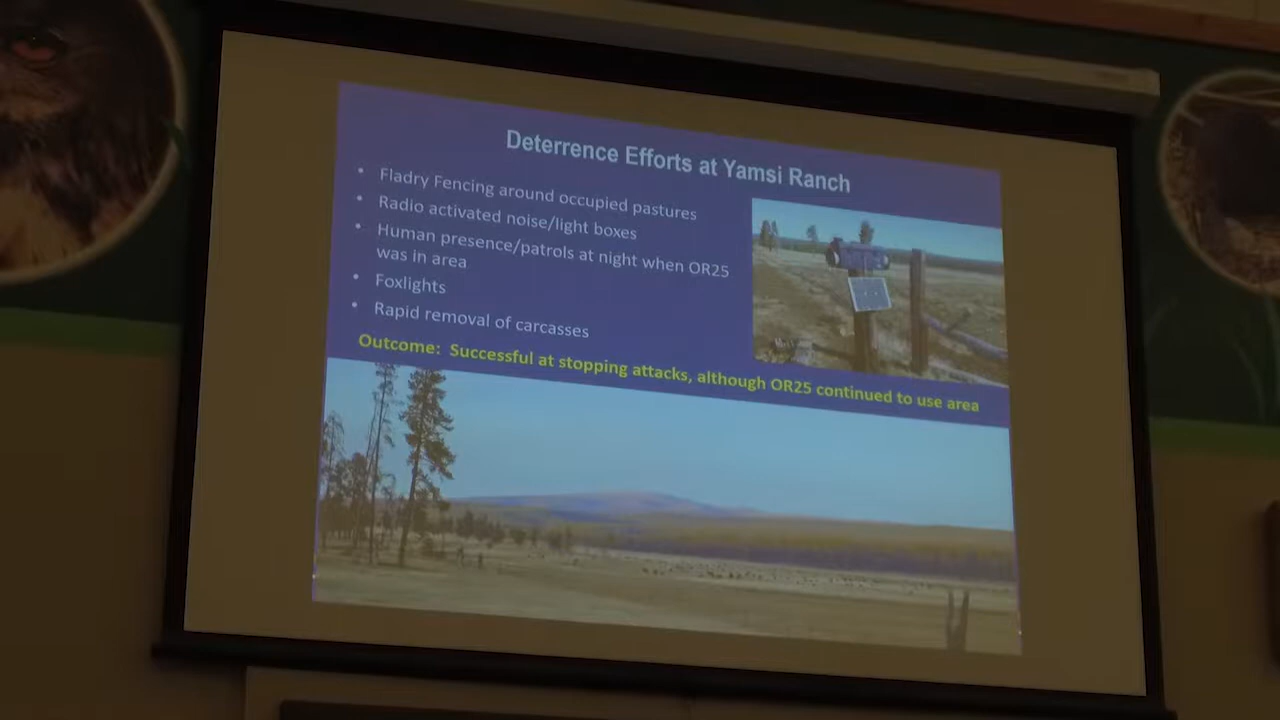 Deterrence Efforts at Yamsi Ranch
• Fladry Fencing around occupied pastures
• Radio activated noise/light boxes
• Human presence/patrols at night when OR25
was in area
• Foxlights
• Rapid removal of carcasses
Outcome: Successful at stopping attacks, although OR25 continued to use area